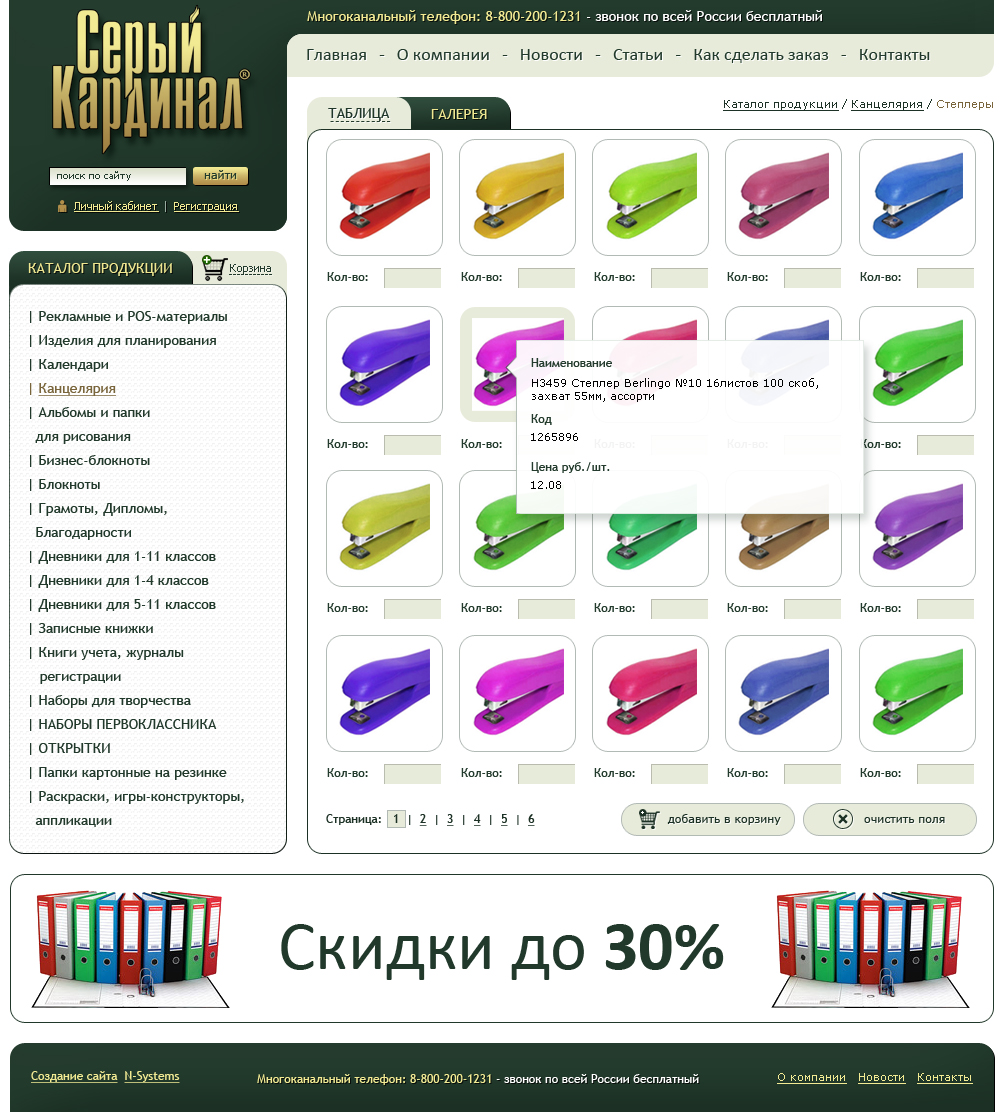 Серый
Кардинал®
Многоканальный телефон: 8-800-200-1231 - звонок по всей России бесплатный
Главная - О компании - Новости - Статьи - Как сделать заказ - Контакты
поиск по сайту найти
Личный кабинет | Регистрация
ТАБЛИЦА ГАЛЕРЕЯ
Каталог продукции / Канцелярия / Степлеры
КАТАЛОГ ПРОДУКЦИИ Корзина
| Рекламные и POS-материалы
| Изделия для планирования
| Календари
| Канцелярия
| Альбомы и папки
для рисования
| Бизнес-блокноты
| Блокноты
| Грамоты, Дипломы,
Благодарности
| Дневники для 1-11 классов
| Дневники для 1-4 классов
| Дневники для 5-11 классов
| Записные книжки
| Книги учета, журналы
регистрации
| Наборы для творчества
| НАБОРЫ ПЕРВОКЛАССНИКА
| ОТКРЫТКИ
| Папки картонные на резинке
| Раскраски, игры-конструкторы,
аппликации
Кол-во: Кол-во: Кол-во: Кол-во: Кол-во:
Наименование
H3459 Степлер Berlingo №10 16листов 100 скоб,
захват 55мм, ассорти
Код
1265896
Цена руб./шт.
12.08
Кол-во: Кол-во: Кол-во: Кол-во: Кол-во:
Кол-во: Кол-во: Кол-во: Кол-во: Кол-во:
Кол-во: Кол-во: Кол-во: Кол-во: Кол-во:
Страница: 1 | 2 | 3 | 4 | 5 | 6
добавить в корзину
очистить поля
Скидки до 30%
Создание сайта N-Systems
Многоканальный телефон: 8-800-200-1231 - звонок по всей России бесплатный
О компании Новости Контакты